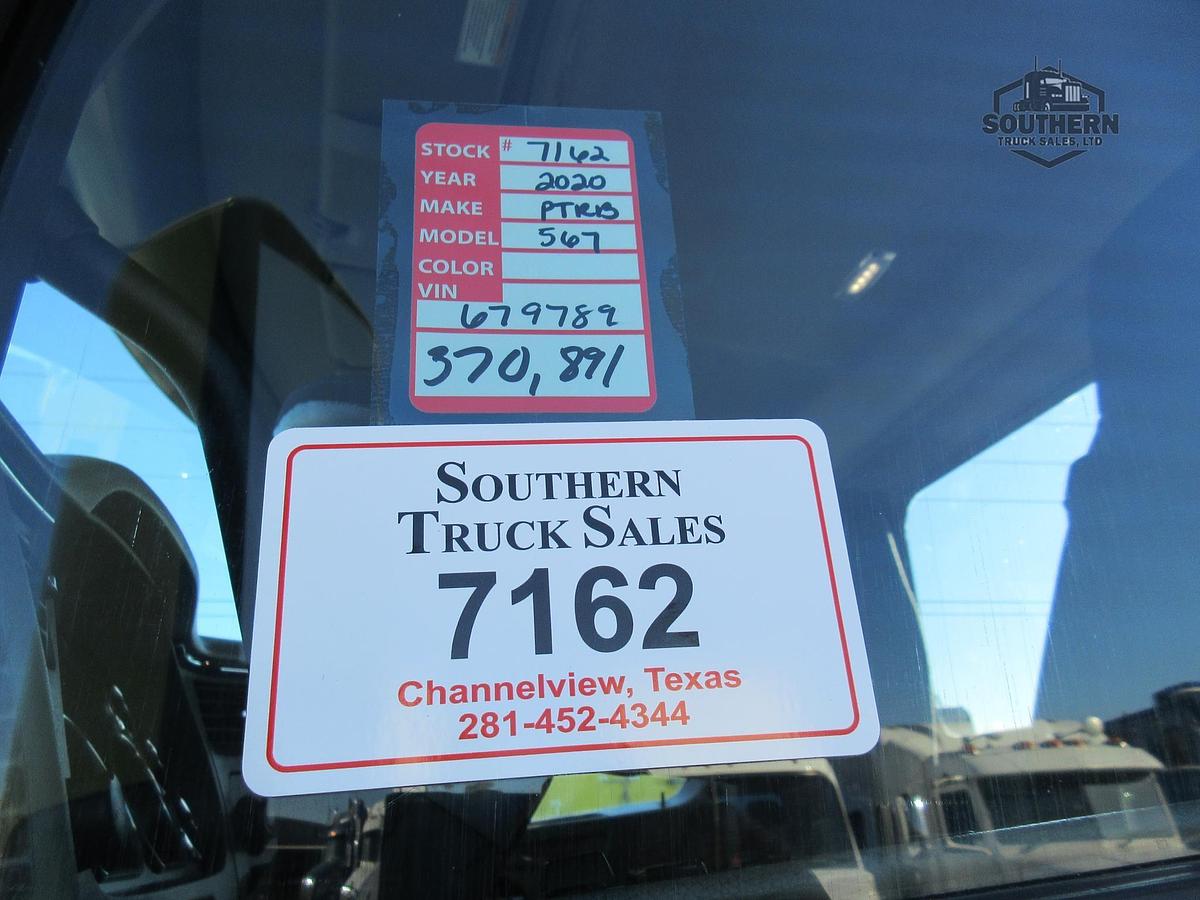 SOUTHERN
TRUCK SALES, LTD
STOCK # 7162
YEAR 2020
MAKE PTRB
MODEL 567
COLOR
VIN
679789
370,891
SOUTHERN
TRUCK SALES
7162
Channelview, Texas
281-452-4344